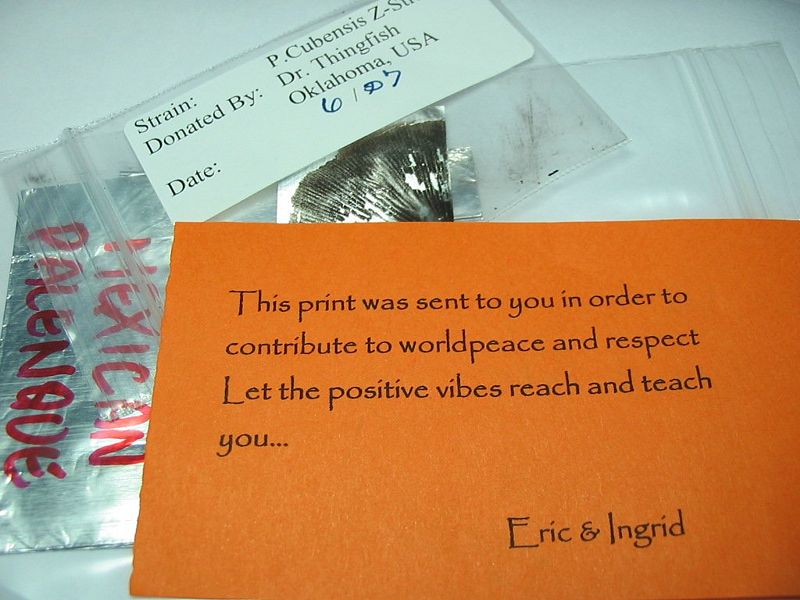 Strain: P.Cubensis Z-Str
Donated By: Dr. Thingfish
Oklahoma, USA
Date: 6/07
MEXICAN
PALENQUE
This print was sent to you in order to
contribute to worldpeace and respect
Let the positive vibes reach and teach
you...
Eric & Ingrid